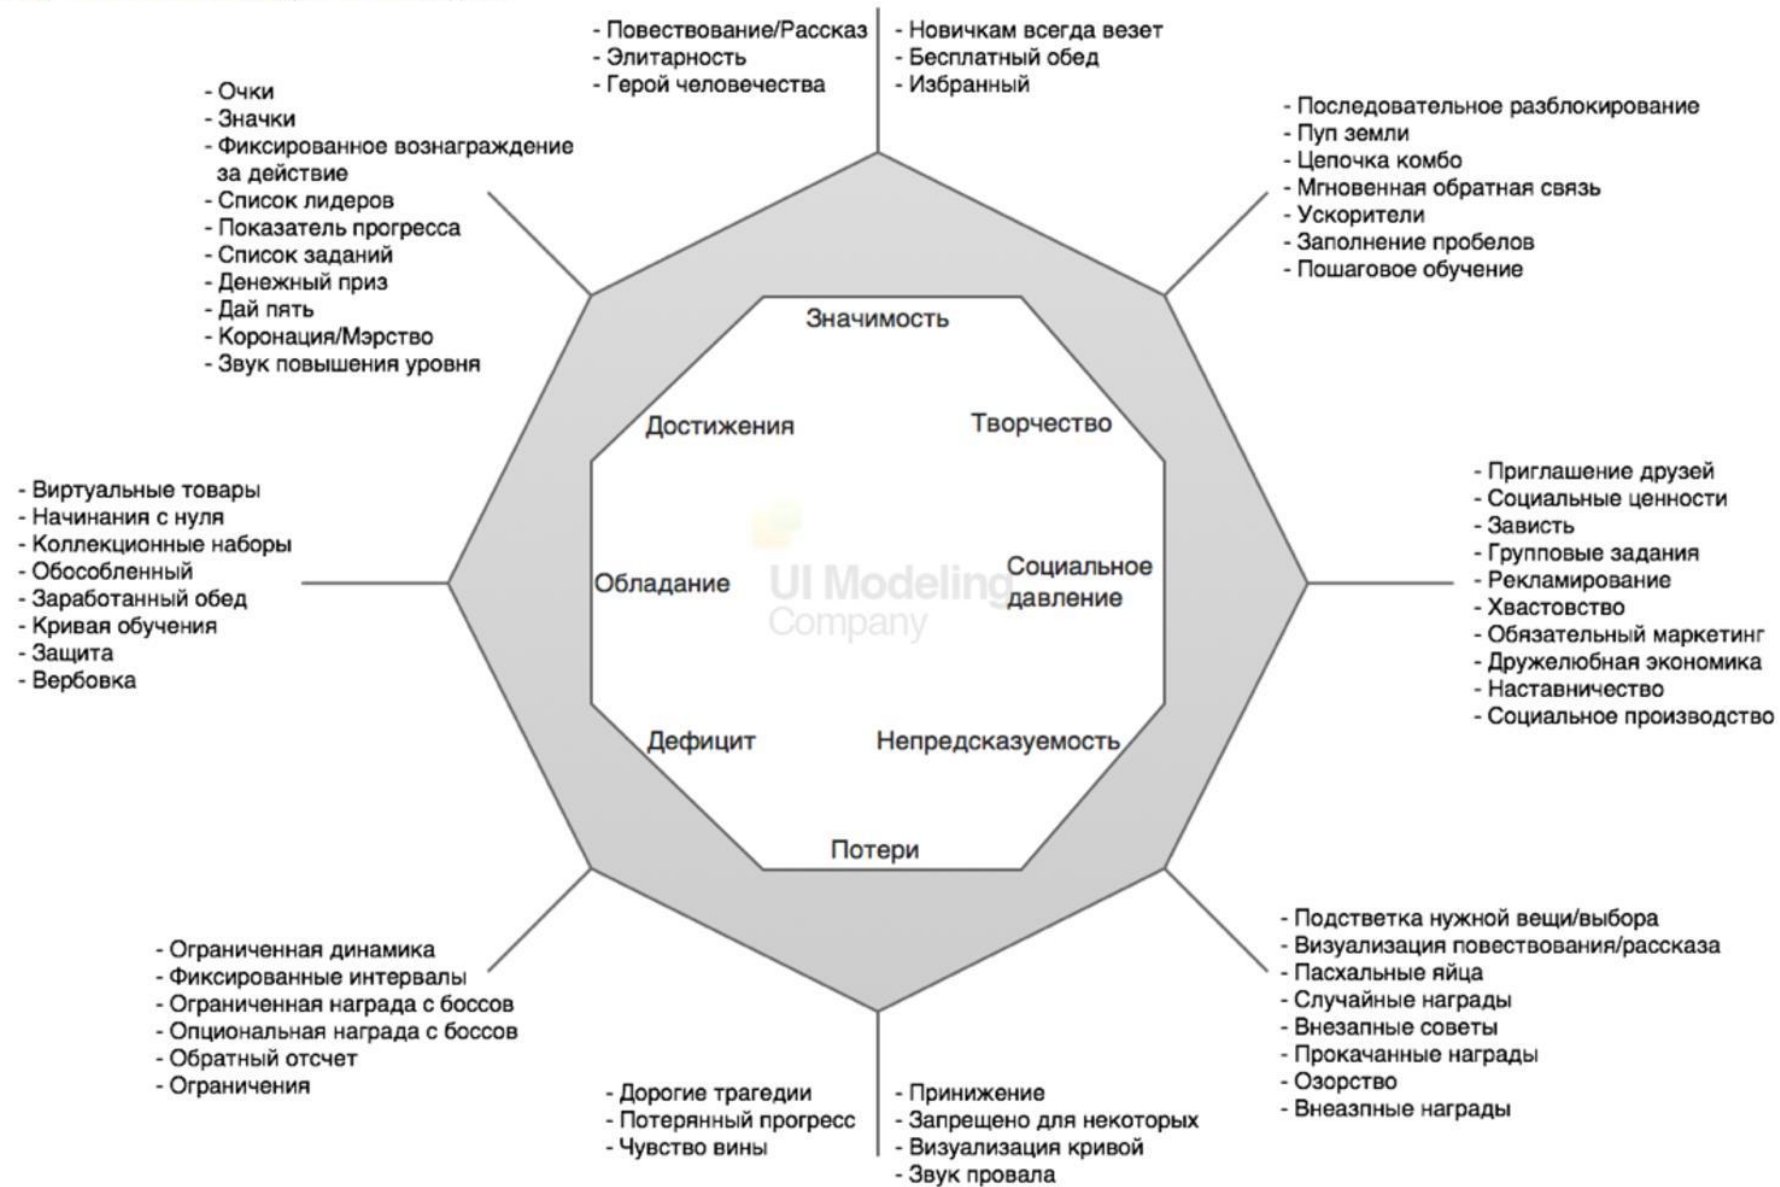 - Повествование/Рассказ
- Элитарность
- Герой человечества
- Новичкам всегда везет
- Бесплатный обед
- Избранный
- Очки
- Значки
- Фиксированное вознаграждение
за действие
- Список лидеров
- Показатель прогресса
- Список заданий
- Денежный приз
- Дай пять
- Коронация/Мэрство
- Звук повышения уровня
- Последовательное разблокирование
- Пуп земли
- Цепочка комбо
- Мгновенная обратная связь
- Ускорители
- Заполнение пробелов
- Пошаговое обучение
Значимость
Достижения
Творчество
- Виртуальные товары
- Начинания с нуля
- Коллекционные наборы
- Обособленный
- Заработанный обед
- Кривая обучения
- Защита
- Вербовка
Обладание
UI Modeling
Company
Социальное
давление
- Приглашение друзей
- Социальные ценности
- Зависть
- Групповые задания
- Рекламирование
- Хвастовство
- Обязательный маркетинг
- Дружелюбная экономика
- Наставничество
- Социальное производство
Дефицит
Непредсказуемость
Потери
- Ограниченная динамика
- Фиксированные интервалы
- Ограниченная награда с боссов
- Опциональная награда с боссов
- Обратный отсчет
- Ограничения
- Дорогие трагедии
- Потерянный прогресс
- Чувство вины
- Принижение
- Запрещено для некоторых
- Визуализация кривой
- Звук провала
- Подстветка нужной вещи/выбора
- Визуализация повествования/рассказа
- Пасхальные яйца
- Случайные награды
- Внезапные советы
- Прокачанные награды
- Озорство
- Внеазпные награды